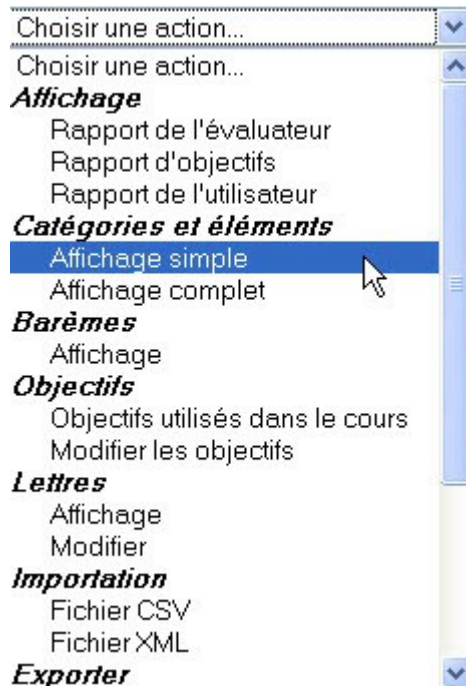 Choisir une action...
Choisir une action...
Affichage
Rapport de l'évaluateur
Rapport d'objectifs
Rapport de l'utilisateur
Catégories et éléments
Affichage simple
Affichage complet
Barèmes
Affichage
Objectifs
Objectifs utilisés dans le cours
Modifier les objectifs
Lettres
Affichage
Modifier
Importation
Fichier CSV
Fichier XML
Exporter